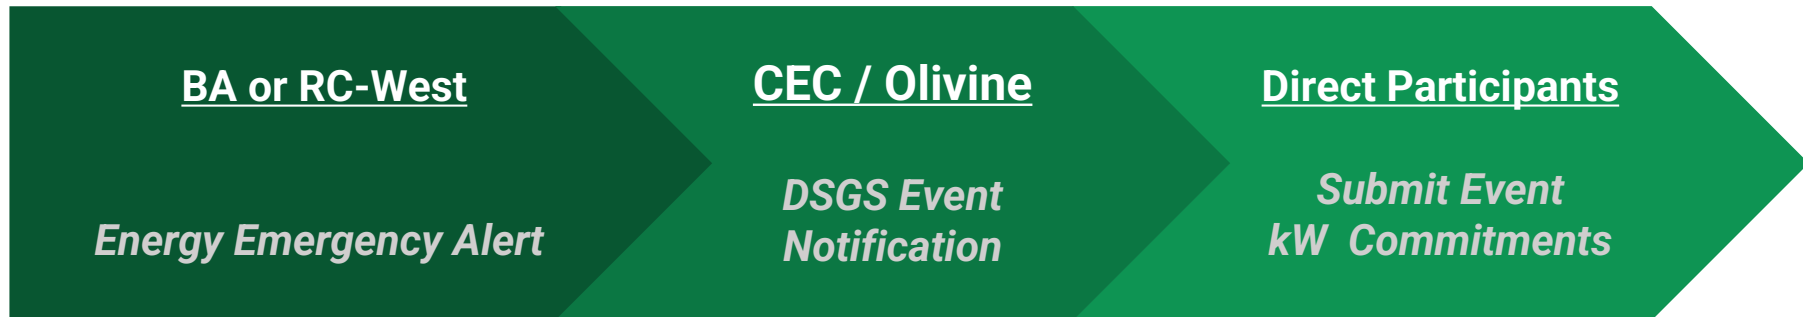 BA or RC-West
Energy Emergency Alert
CEC / Olivine
DSGS Event
Notification
Direct Participants
Submit Event
kW  Commitments